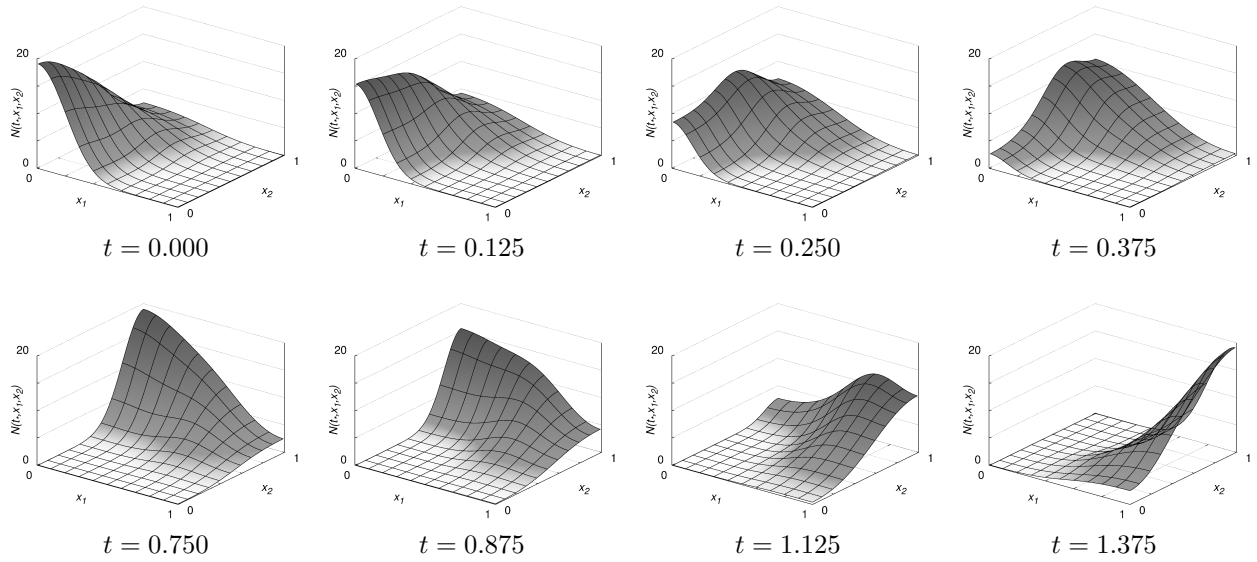 20
N(t*,x1,x2)
0
0
x1
1
0
x2
1
t = 0.000
20
N(t*,x1,x2)
0
0
x1
1
0
x2
1
t = 0.125
20
N(t*,x1,x2)
0
0
x1
1
0
x2
1
t = 0.250
20
N(t*,x1,x2)
0
0
x1
1
0
x2
1
t = 0.375
20
N(t*,x1,x2)
0
0
x1
1
0
x2
1
t = 0.750
20
N(t*,x1,x2)
0
0
x1
1
0
x2
1
t = 0.875
20
N(t*,x1,x2)
0
0
x1
1
0
x2
1
t = 1.125
20
N(t*,x1,x2)
0
0
x1
1
0
x2
1
t = 1.375